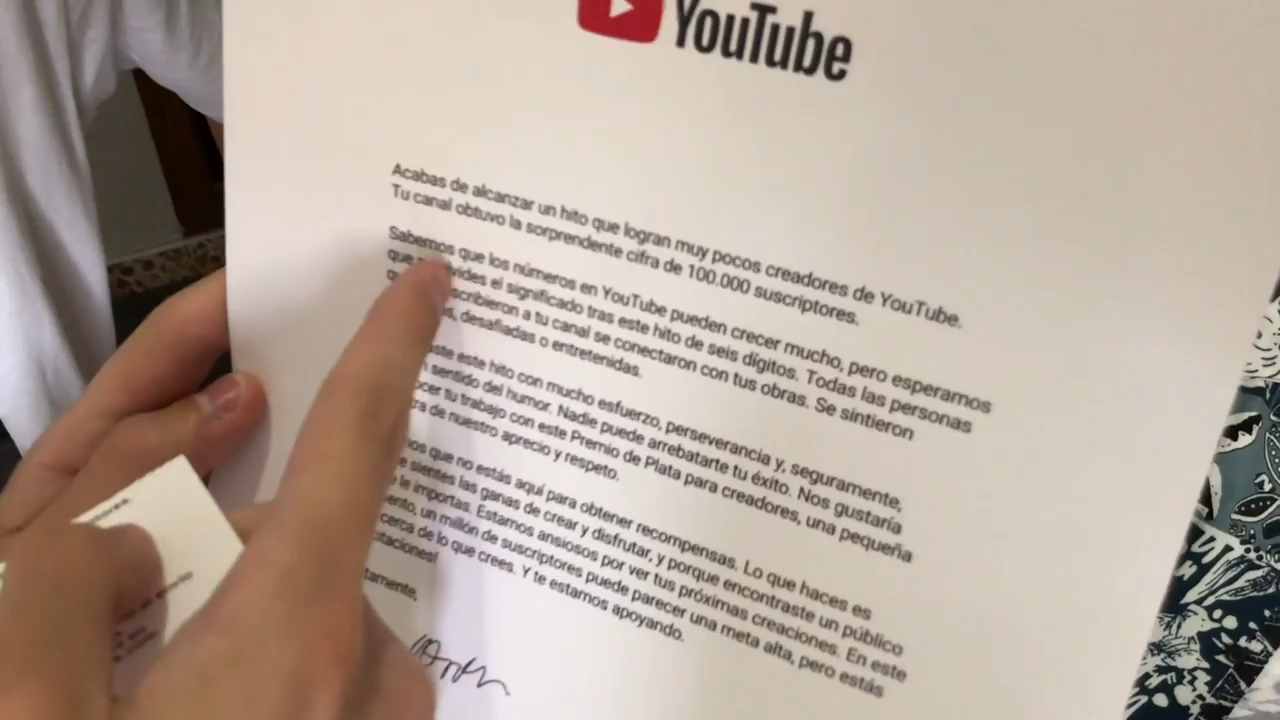 YouTube
Acabas de alcanzar un hito que logran muy pocos creadores de YouTube.
Tu canal obtuvo la sorprendente cifra de 100.000 suscriptores.
Sabemos que los números en YouTube pueden crecer mucho, pero esperamos
que el significado tras este hito de seis dígitos. Todas las personas
a tu canal se conectaron con tus obras. Se sintieron
desafiadas o entretenidas.
este hito con mucho esfuerzo, perseverancia y, seguramente,
sentido del humor. Nadie puede arrebatarte tu éxito. Nos gustaría
tu trabajo con este Premio de Plata para creadores, una pequeña
de nuestro aprecio y respeto.
que no estás aquí para obtener recompensas. Lo que haces es
sientes las ganas de crear y disfrutar, y porque encontraste un público
le importas. Estamos ansiosos por ver tus próximas creaciones. En este
un millón de suscriptores puede parecer una meta alta, pero estás
cerca de lo que crees. Y te estamos apoyando.